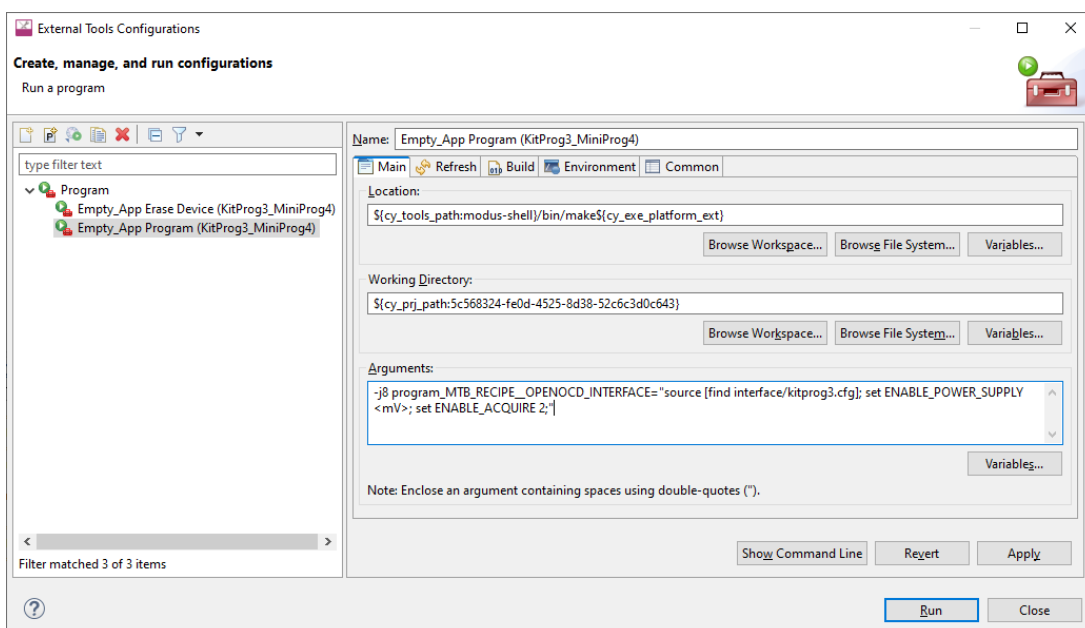 External Tools Configurations
Create, manage, and run configurations
Run a program
type filter text
Program
Empty_App Erase Device (KitProg3_MiniProg4)
Empty_App Program (KitProg3_MiniProg4)
Filter matched 3 of 3 items
Name: Empty_App Program (KitProg3_MiniProg4)
Main Refresh Build Environment Common
Location:
${cy_tools_path:modus-shell}/bin/make${cy_exe_platform_ext}
Browse Workspace... Browse File System... Variables...
Working Directory:
${cy_prj_path:5c568324-fe0d-4525-8d38-52c6c3d0c643}
Browse Workspace... Browse File System... Variables...
Arguments:
-j8 program_MTB_RECIPE__OPENOCD_INTERFACE="source [find interface/kitprog3.cfg]; set ENABLE_POWER_SUPPLY
<mV>; set ENABLE_ACQUIRE 2;"
Variables...
Note: Enclose an argument containing spaces using double-quotes (").
Show Command Line Revert Apply
Run Close